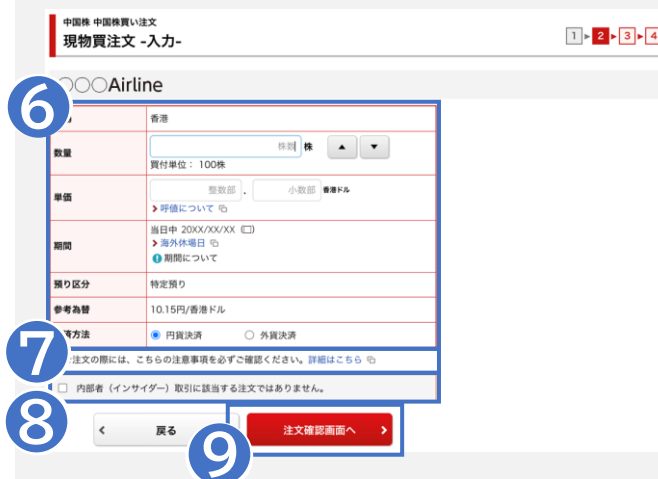 中国株 中国株買い注文
現物買注文 -入力-
1 2 3 4
○○○Airline
6
香港
数量
株数 株
買付単位： 100株
単価
整数部 . 小数部 香港ドル
呼値について
期間
当日中 20XX/XX/XX (□)
海外休場日
期間について
預り区分
特定預り
参考為替
10.15円/香港ドル
済方法
円貨決済 外貨決済
7
注文の際には、こちらの注意事項を必ずご確認ください。詳細はこちら
内部者（インサイダー）取引に該当する注文ではありません。
8
戻る
注文確認画面へ
9